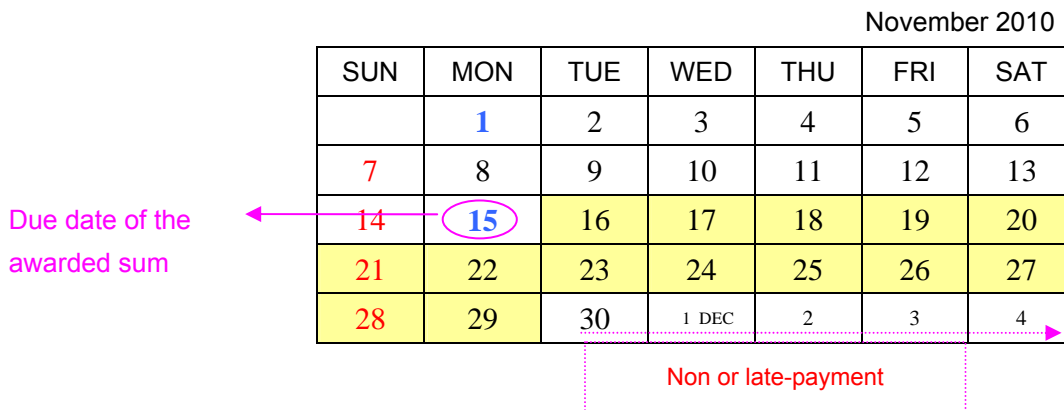 November 2010
SUN MON TUE WED THU FRI SAT
1 2 3 4 5 6
7 8 9 10 11 12 13
Due date of the
awarded sum
14 15 16 17 18 19 20
21 22 23 24 25 26 27
28 29 30 1 DEC 2 3 4
Non or late-payment